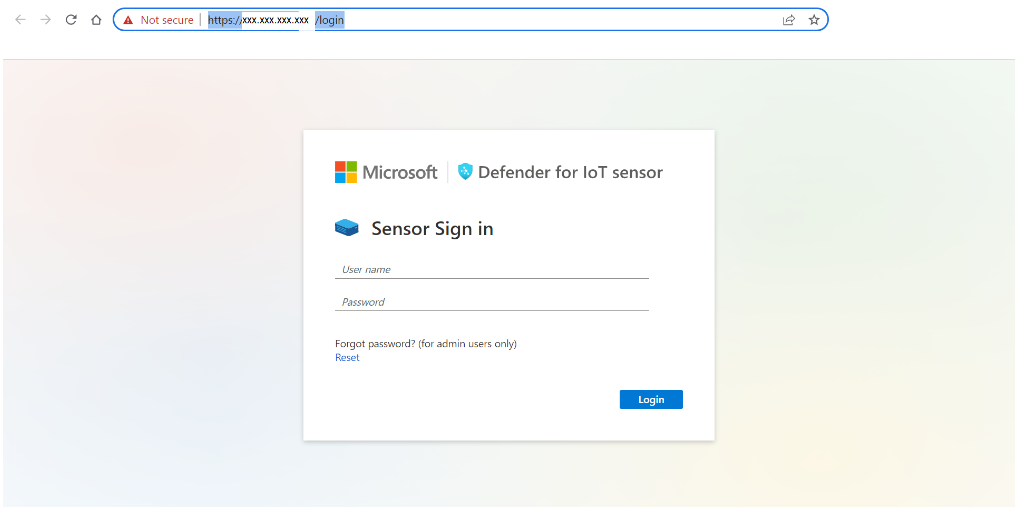 Not secure | https://xxx.xxx.xxx.xxx /login
Microsoft | Defender for IoT sensor
Sensor Sign in
User name
Password
Forgot password? (for admin users only)
Reset
Login